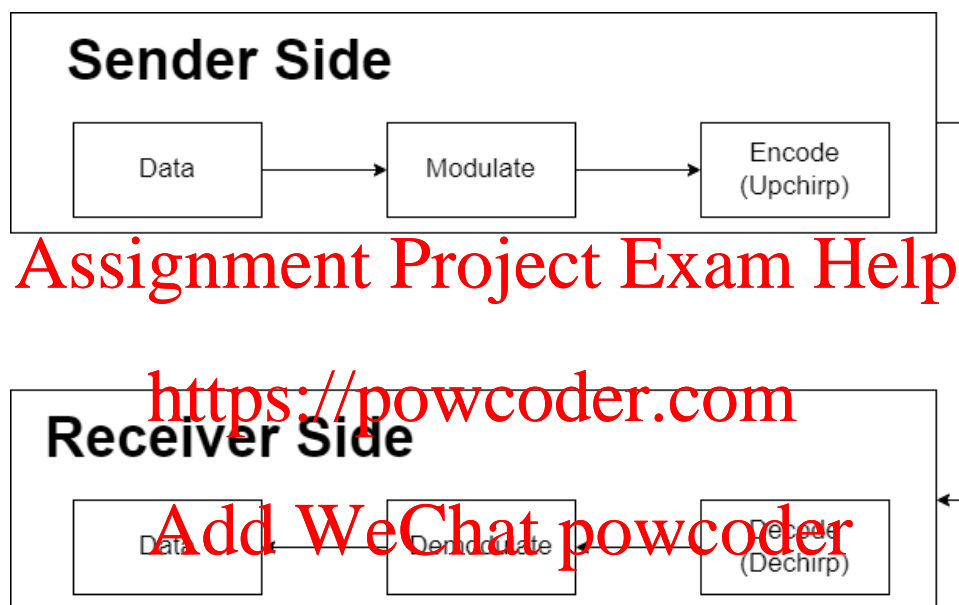 Sender Side
Data
Modulate
Encode
(Upchirp)
Assignment Project Exam Help
https://powcoder.com
Receiver Side
Add WeChat powcoder
Data
Demodulate
Decode
(Dechirp)